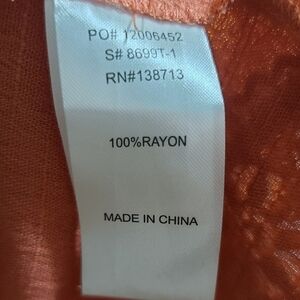 PO# 12006452
S# 8699T-1
RN#138713
100%RAYON
MADE IN CHINA